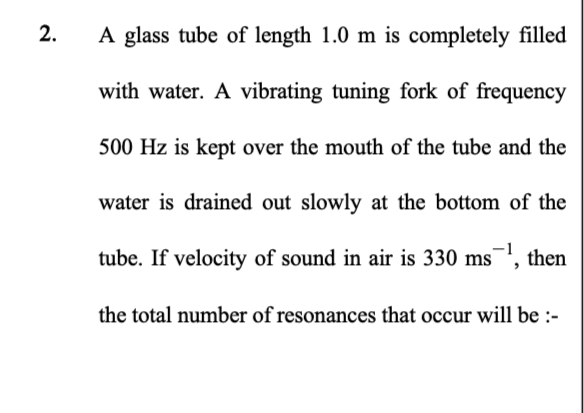 2. A glass tube of length 1.0 m is completely filled
with water. A vibrating tuning fork of frequency
500 Hz is kept over the mouth of the tube and the
water is drained out slowly at the bottom of the
tube. If velocity of sound in air is 330 ms⁻¹, then
the total number of resonances that occur will be :-